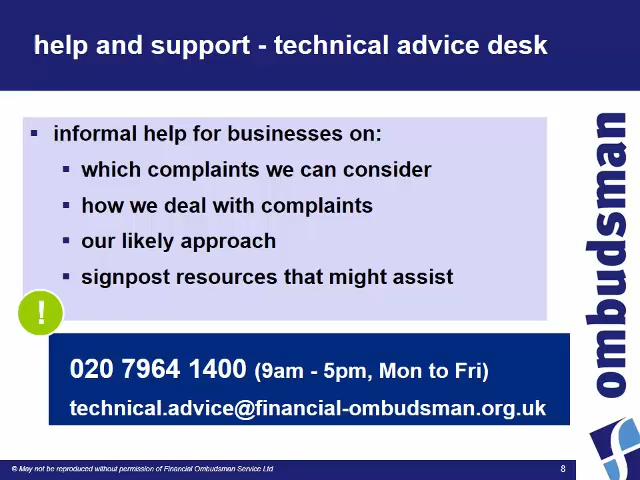 help and support - technical advice desk
informal help for businesses on:
which complaints we can consider
how we deal with complaints
our likely approach
signpost resources that might assist
!
020 7964 1400 (9am - 5pm, Mon to Fri)
technical.advice@financial-ombudsman.org.uk
ombudsman
© May not be reproduced without permission of Financial Ombudsman Service Ltd
8